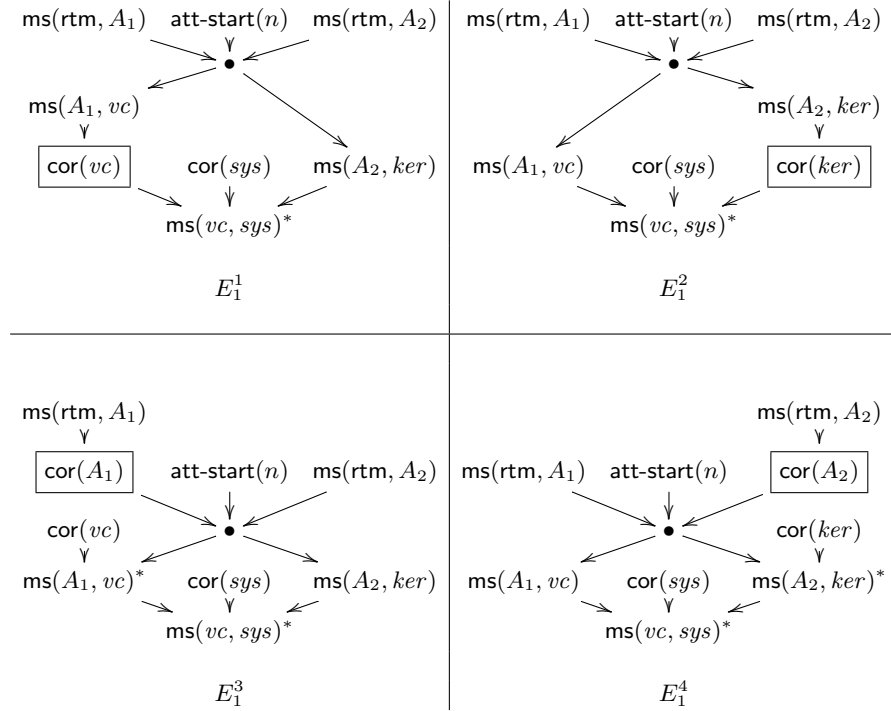 ms(rtm, A₁) att-start(n) ms(rtm, A₂)
ms(A₁, vc)
cor(vc) cor(sys) ms(A₂, ker)
ms(vc, sys)*
E₁¹
ms(rtm, A₁) att-start(n) ms(rtm, A₂)
ms(A₂, ker)
ms(A₁, vc) cor(sys) cor(ker)
ms(vc, sys)*
E₁²
ms(rtm, A₁)
cor(A₁) att-start(n) ms(rtm, A₂)
cor(vc)
ms(A₁, vc)* cor(sys) ms(A₂, ker)
ms(vc, sys)*
E₁³
ms(rtm, A₂)
ms(rtm, A₁) att-start(n) cor(A₂)
cor(ker)
ms(A₁, vc) cor(sys) ms(A₂, ker)*
ms(vc, sys)*
E₁⁴